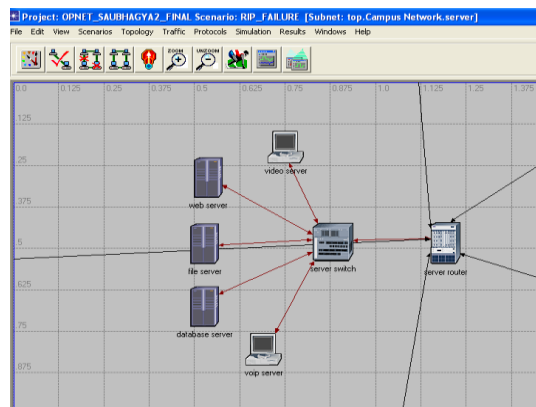 Project: OPNET_SAUBHAGYA2_FINAL Scenario: RIP_FAILURE [Subnet: top.Campus Network.server]
File Edit View Scenarios Topology Traffic Protocols Simulation Results Windows Help
ZOOM UNZOOM
0.0 0.125 0.25 0.375 0.5 0.625 0.75 0.875 1.0 1.125 1.25 1.375
.125
video server
.25
web server
.375
.5
file server
server switch
server router
.625
database server
.75
voip server
.875